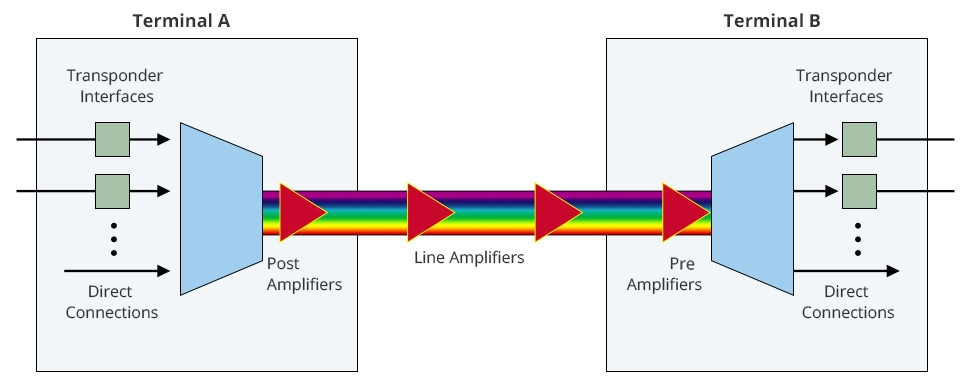 Terminal A
Terminal B
Transponder
Interfaces
Transponder
Interfaces
Post
Amplifiers
Line Amplifiers
Pre
Amplifiers
Direct
Connections
Direct
Connections